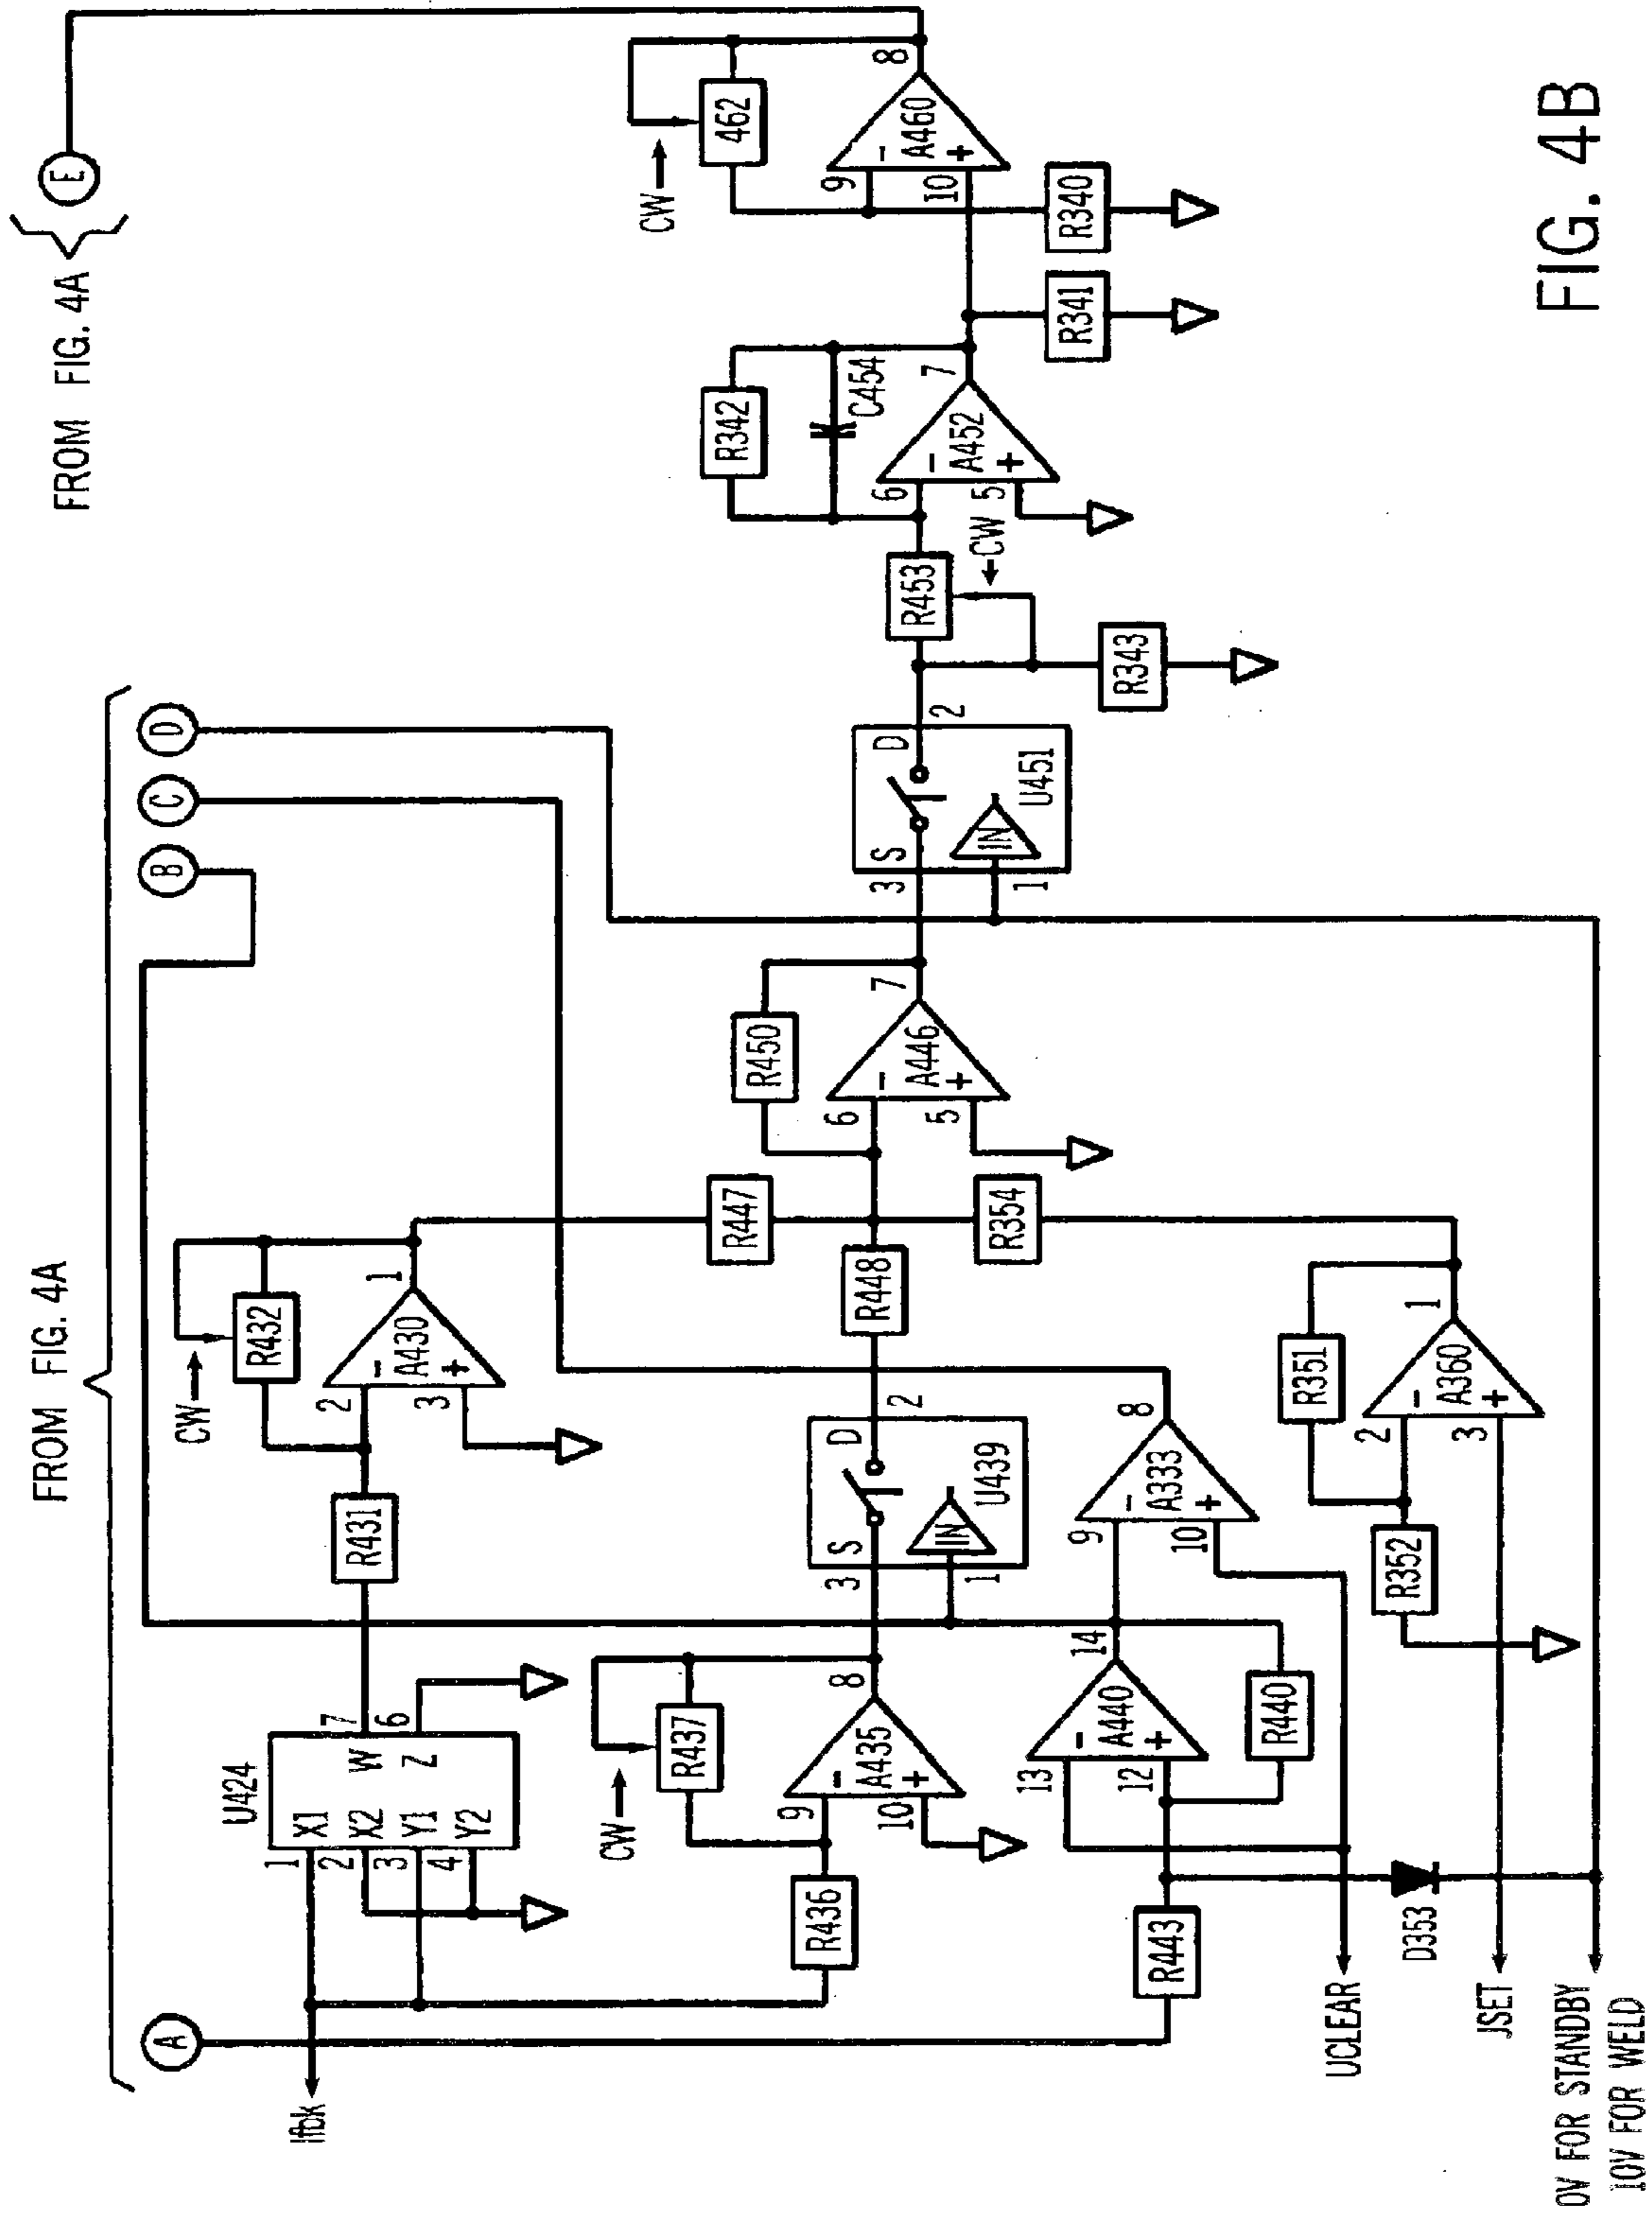 FROM FIG. 4A
A
B
C
D
FROM FIG. 4A
E
Ifbk
U424
1
2
3
4
X1
X2
Y1
Y2
W
Z
7
6
R431
CW
R432
2
3
-
+
A430
1
R436
CW
R437
9
10
-
+
A435
8
3
S
D
2
IN
1
U439
R448
R447
R354
R450
6
5
-
+
A446
7
3
S
D
2
IN
1
U451
R343
R453
CW
R342
C454
6
5
-
+
A452
7
R341
R340
CW
462
9
10
-
+
A460
8
R443
13
12
-
+
A440
14
R440
9
10
-
+
A333
8
UCLEAR
D353
R352
R351
2
3
-
+
A360
1
JSET
0V FOR STANDBY
10V FOR WELD
FIG. 4B